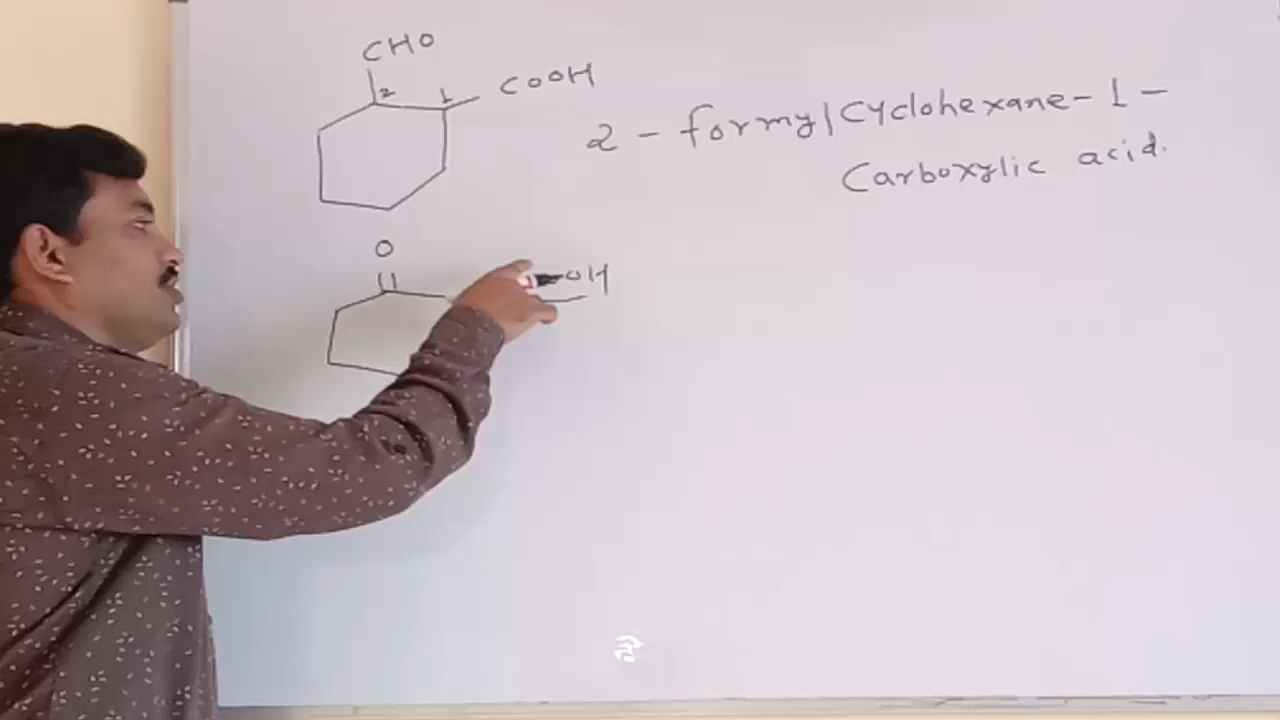 CHO
2 1 COOH
2 - formylcyclohexane - 1 -
Carboxylic acid.
O
OH